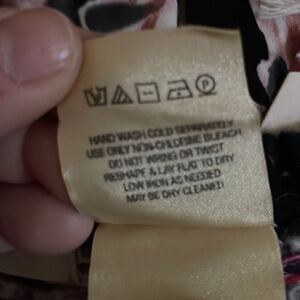 HAND WASH COLD SEPARATELY
USE ONLY NON-CHLORINE BLEACH
DO NOT WRING OR TWIST
RESHAPE & LAY FLAT TO DRY
LOW IRON AS NEEDED
MAY BE DRY CLEANED